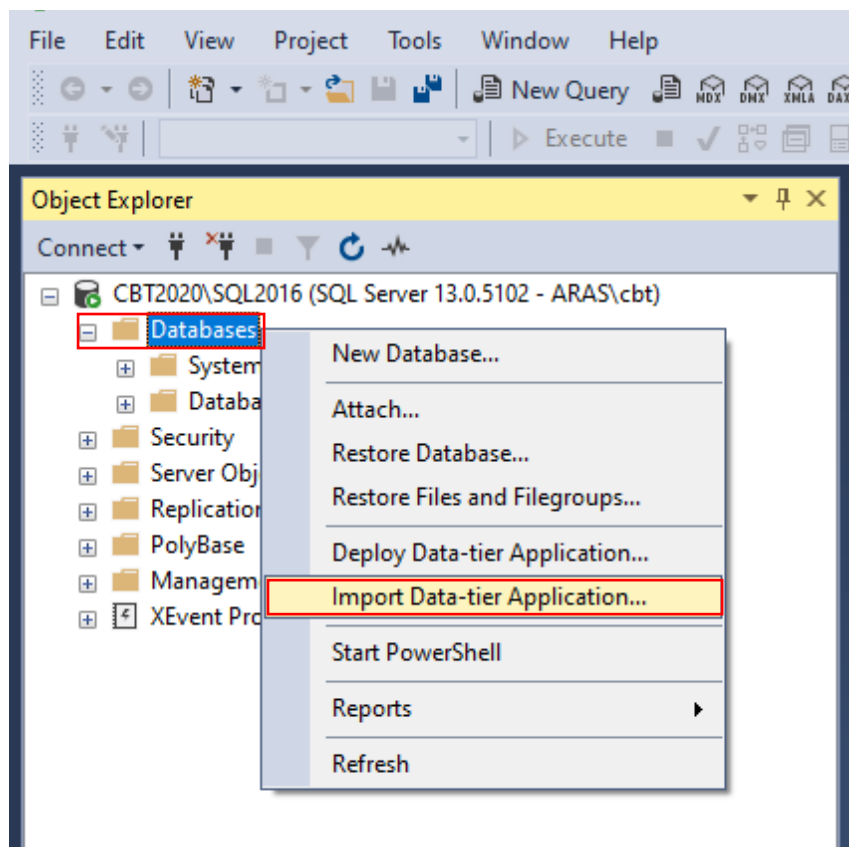 File Edit View Project Tools Window Help
New Query MDX DMX XMLA DAX
Execute
Object Explorer
Connect
CBT2020\SQL2016 (SQL Server 13.0.5102 - ARAS\cbt)
Databases
System
Databa
Security
Server Obj
Replication
PolyBase
Managem
XEvent Pro
New Database...
Attach...
Restore Database...
Restore Files and Filegroups...
Deploy Data-tier Application...
Import Data-tier Application...
Start PowerShell
Reports
Refresh